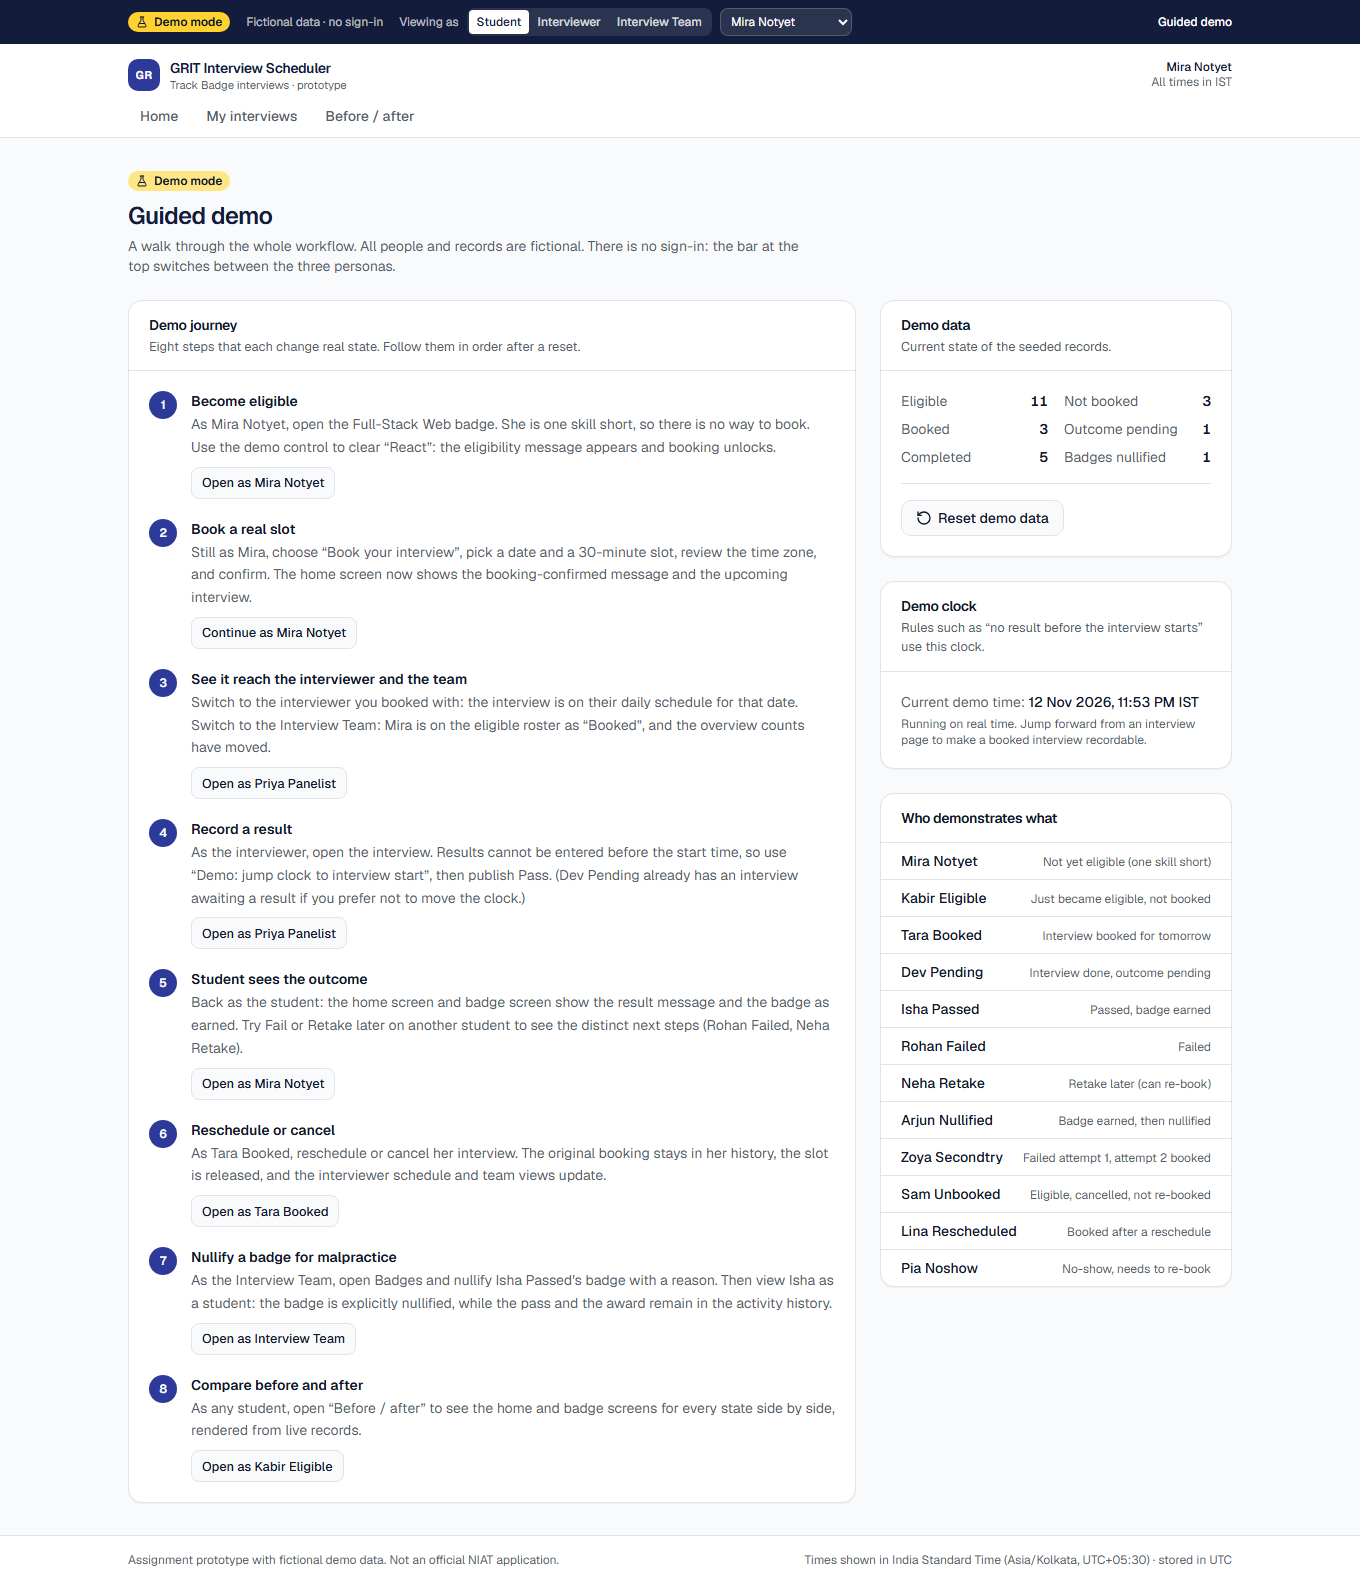 Demo mode
Fictional data · no sign-in
Viewing as
Student
Interviewer
Interview Team
Mira Notyet
Guided demo
GR
GRIT Interview Scheduler
Track Badge interviews · prototype
Mira Notyet
All times in IST
Home
My interviews
Before / after
Demo mode
Guided demo
A walk through the whole workflow. All people and records are fictional. There is no sign-in: the bar at the
top switches between the three personas.
Demo journey
Eight steps that each change real state. Follow them in order after a reset.
1
Become eligible
As Mira Notyet, open the Full-Stack Web badge. She is one skill short, so there is no way to book.
Use the demo control to clear “React”: the eligibility message appears and booking unlocks.
Open as Mira Notyet
2
Book a real slot
Still as Mira, choose “Book your interview”, pick a date and a 30-minute slot, review the time zone,
and confirm. The home screen now shows the booking-confirmed message and the upcoming
interview.
Continue as Mira Notyet
3
See it reach the interviewer and the team
Switch to the interviewer you booked with: the interview is on their daily schedule for that date.
Switch to the Interview Team: Mira is on the eligible roster as “Booked”, and the overview counts
have moved.
Open as Priya Panelist
4
Record a result
As the interviewer, open the interview. Results cannot be entered before the start time, so use
“Demo: jump clock to interview start”, then publish Pass. (Dev Pending already has an interview
awaiting a result if you prefer not to move the clock.)
Open as Priya Panelist
5
Student sees the outcome
Back as the student: the home screen and badge screen show the result message and the badge as
earned. Try Fail or Retake later on another student to see the distinct next steps (Rohan Failed, Neha
Retake).
Open as Mira Notyet
6
Reschedule or cancel
As Tara Booked, reschedule or cancel her interview. The original booking stays in her history, the slot
is released, and the interviewer schedule and team views update.
Open as Tara Booked
7
Nullify a badge for malpractice
As the Interview Team, open Badges and nullify Isha Passed's badge with a reason. Then view Isha as
a student: the badge is explicitly nullified, while the pass and the award remain in the activity history.
Open as Interview Team
8
Compare before and after
As any student, open “Before / after” to see the home and badge screens for every state side by side,
rendered from live records.
Open as Kabir Eligible
Demo data
Current state of the seeded records.
Eligible 11 Not booked 3
Booked 3 Outcome pending 1
Completed 5 Badges nullified 1
Reset demo data
Demo clock
Rules such as “no result before the interview starts”
use this clock.
Current demo time: 12 Nov 2026, 11:53 PM IST
Running on real time. Jump forward from an interview
page to make a booked interview recordable.
Who demonstrates what
Mira Notyet Not yet eligible (one skill short)
Kabir Eligible Just became eligible, not booked
Tara Booked Interview booked for tomorrow
Dev Pending Interview done, outcome pending
Isha Passed Passed, badge earned
Rohan Failed Failed
Neha Retake Retake later (can re-book)
Arjun Nullified Badge earned, then nullified
Zoya Secondtry Failed attempt 1, attempt 2 booked
Sam Unbooked Eligible, cancelled, not re-booked
Lina Rescheduled Booked after a reschedule
Pia Noshow No-show, needs to re-book
Assignment prototype with fictional demo data. Not an official NIAT application.
Times shown in India Standard Time (Asia/Kolkata, UTC+05:30) · stored in UTC